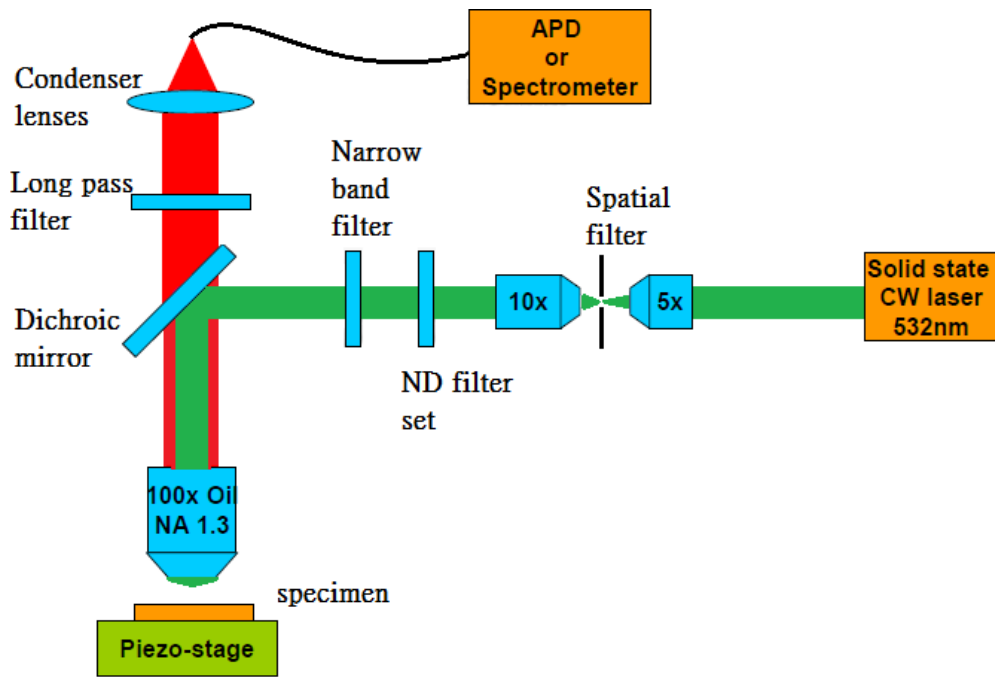 APD
or
Spectrometer
Condenser
lenses
Long pass
filter
Narrow
band
filter
Spatial
filter
Solid state
CW laser
532nm
10x
5x
Dichroic
mirror
ND filter
set
100x Oil
NA 1.3
specimen
Piezo-stage